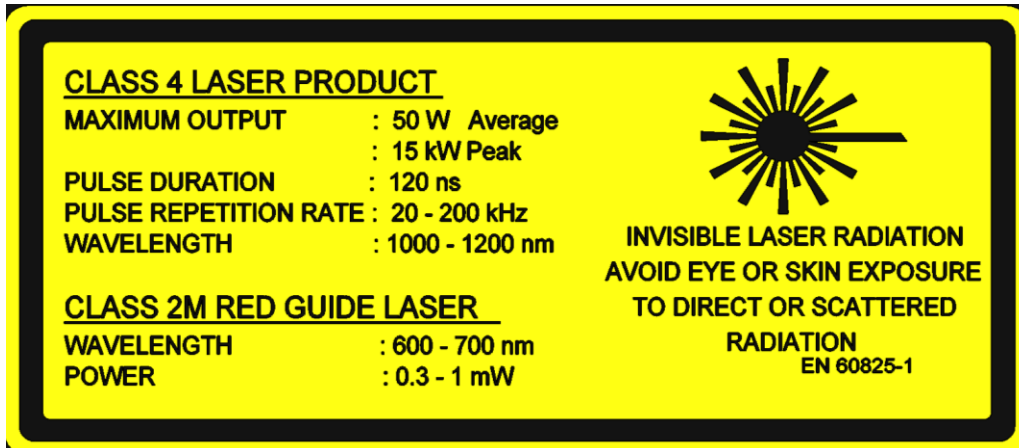 CLASS 4 LASER PRODUCT
MAXIMUM OUTPUT : 50 W Average
: 15 kW Peak
PULSE DURATION : 120 ns
PULSE REPETITION RATE : 20 - 200 kHz
WAVELENGTH : 1000 - 1200 nm
CLASS 2M RED GUIDE LASER
WAVELENGTH : 600 - 700 nm
POWER : 0.3 - 1 mW
INVISIBLE LASER RADIATION
AVOID EYE OR SKIN EXPOSURE
TO DIRECT OR SCATTERED
RADIATION
EN 60825-1